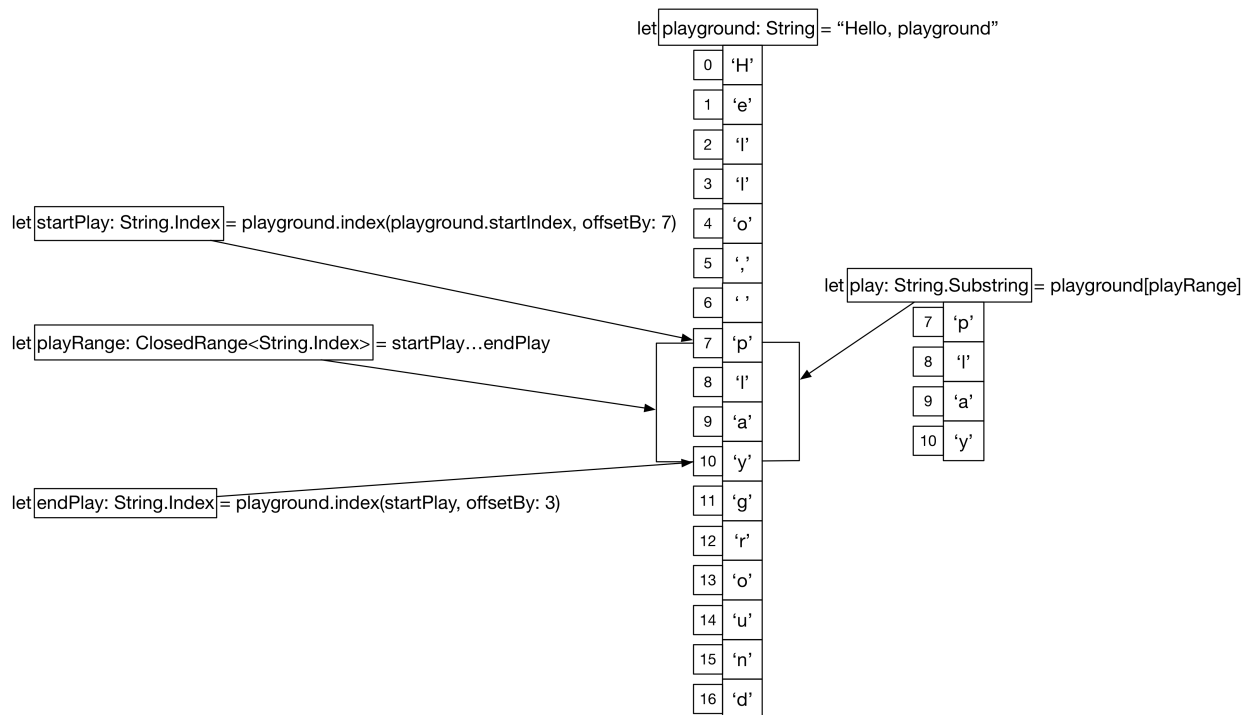 let playground: String = “Hello, playground”
0 ‘H’
1 ‘e’
2 ‘l’
3 ‘l’
let startPlay: String.Index = playground.index(playground.startIndex, offsetBy: 7)
4 ‘o’
5 ‘,’
6 ‘ ’
7 ‘p’
let playRange: ClosedRange<String.Index> = startPlay…endPlay
8 ‘l’
9 ‘a’
10 ‘y’
let endPlay: String.Index = playground.index(startPlay, offsetBy: 3)
11 ‘g’
12 ‘r’
13 ‘o’
14 ‘u’
15 ‘n’
16 ‘d’
let play: String.Substring = playground[playRange]
7 ‘p’
8 ‘l’
9 ‘a’
10 ‘y’